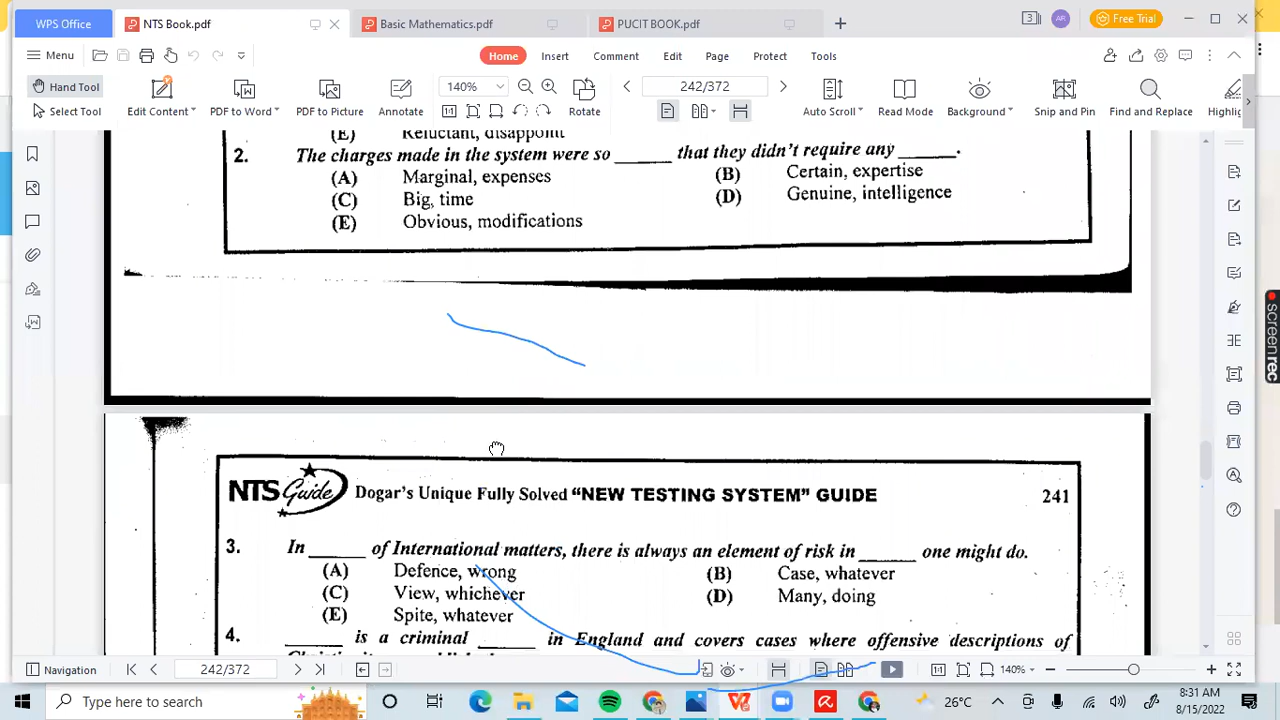 WPS Office
NTS Book.pdf
Basic Mathematics.pdf
PUCIT BOOK.pdf
3
AR
Free Trial
Menu
Home
Insert
Comment
Edit
Page
Protect
Tools
Hand Tool
Select Tool
Edit Content
PDF to Word
PDF to Picture
Annotate
140%
Rotate
242/372
Auto Scroll
Read Mode
Background
Snip and Pin
Find and Replace
Highlig
(E) Reluctant, disappoint
2. The charges made in the system were so ______ that they didn't require any ______.
(A) Marginal, expenses (B) Certain, expertise
(C) Big, time (D) Genuine, intelligence
(E) Obvious, modifications
NTS Guide Dogar's Unique Fully Solved "NEW TESTING SYSTEM" GUIDE 241
3. In ______ of International matters, there is always an element of risk in ______ one might do.
(A) Defence, wrong (B) Case, whatever
(C) View, whichever (D) Many, doing
(E) Spite, whatever
4. ______ is a criminal ______ in England and covers cases where offensive descriptions of
screenrec
Navigation
242/372
140%
Type here to search
26°C
8:31 AM
8/15/2022